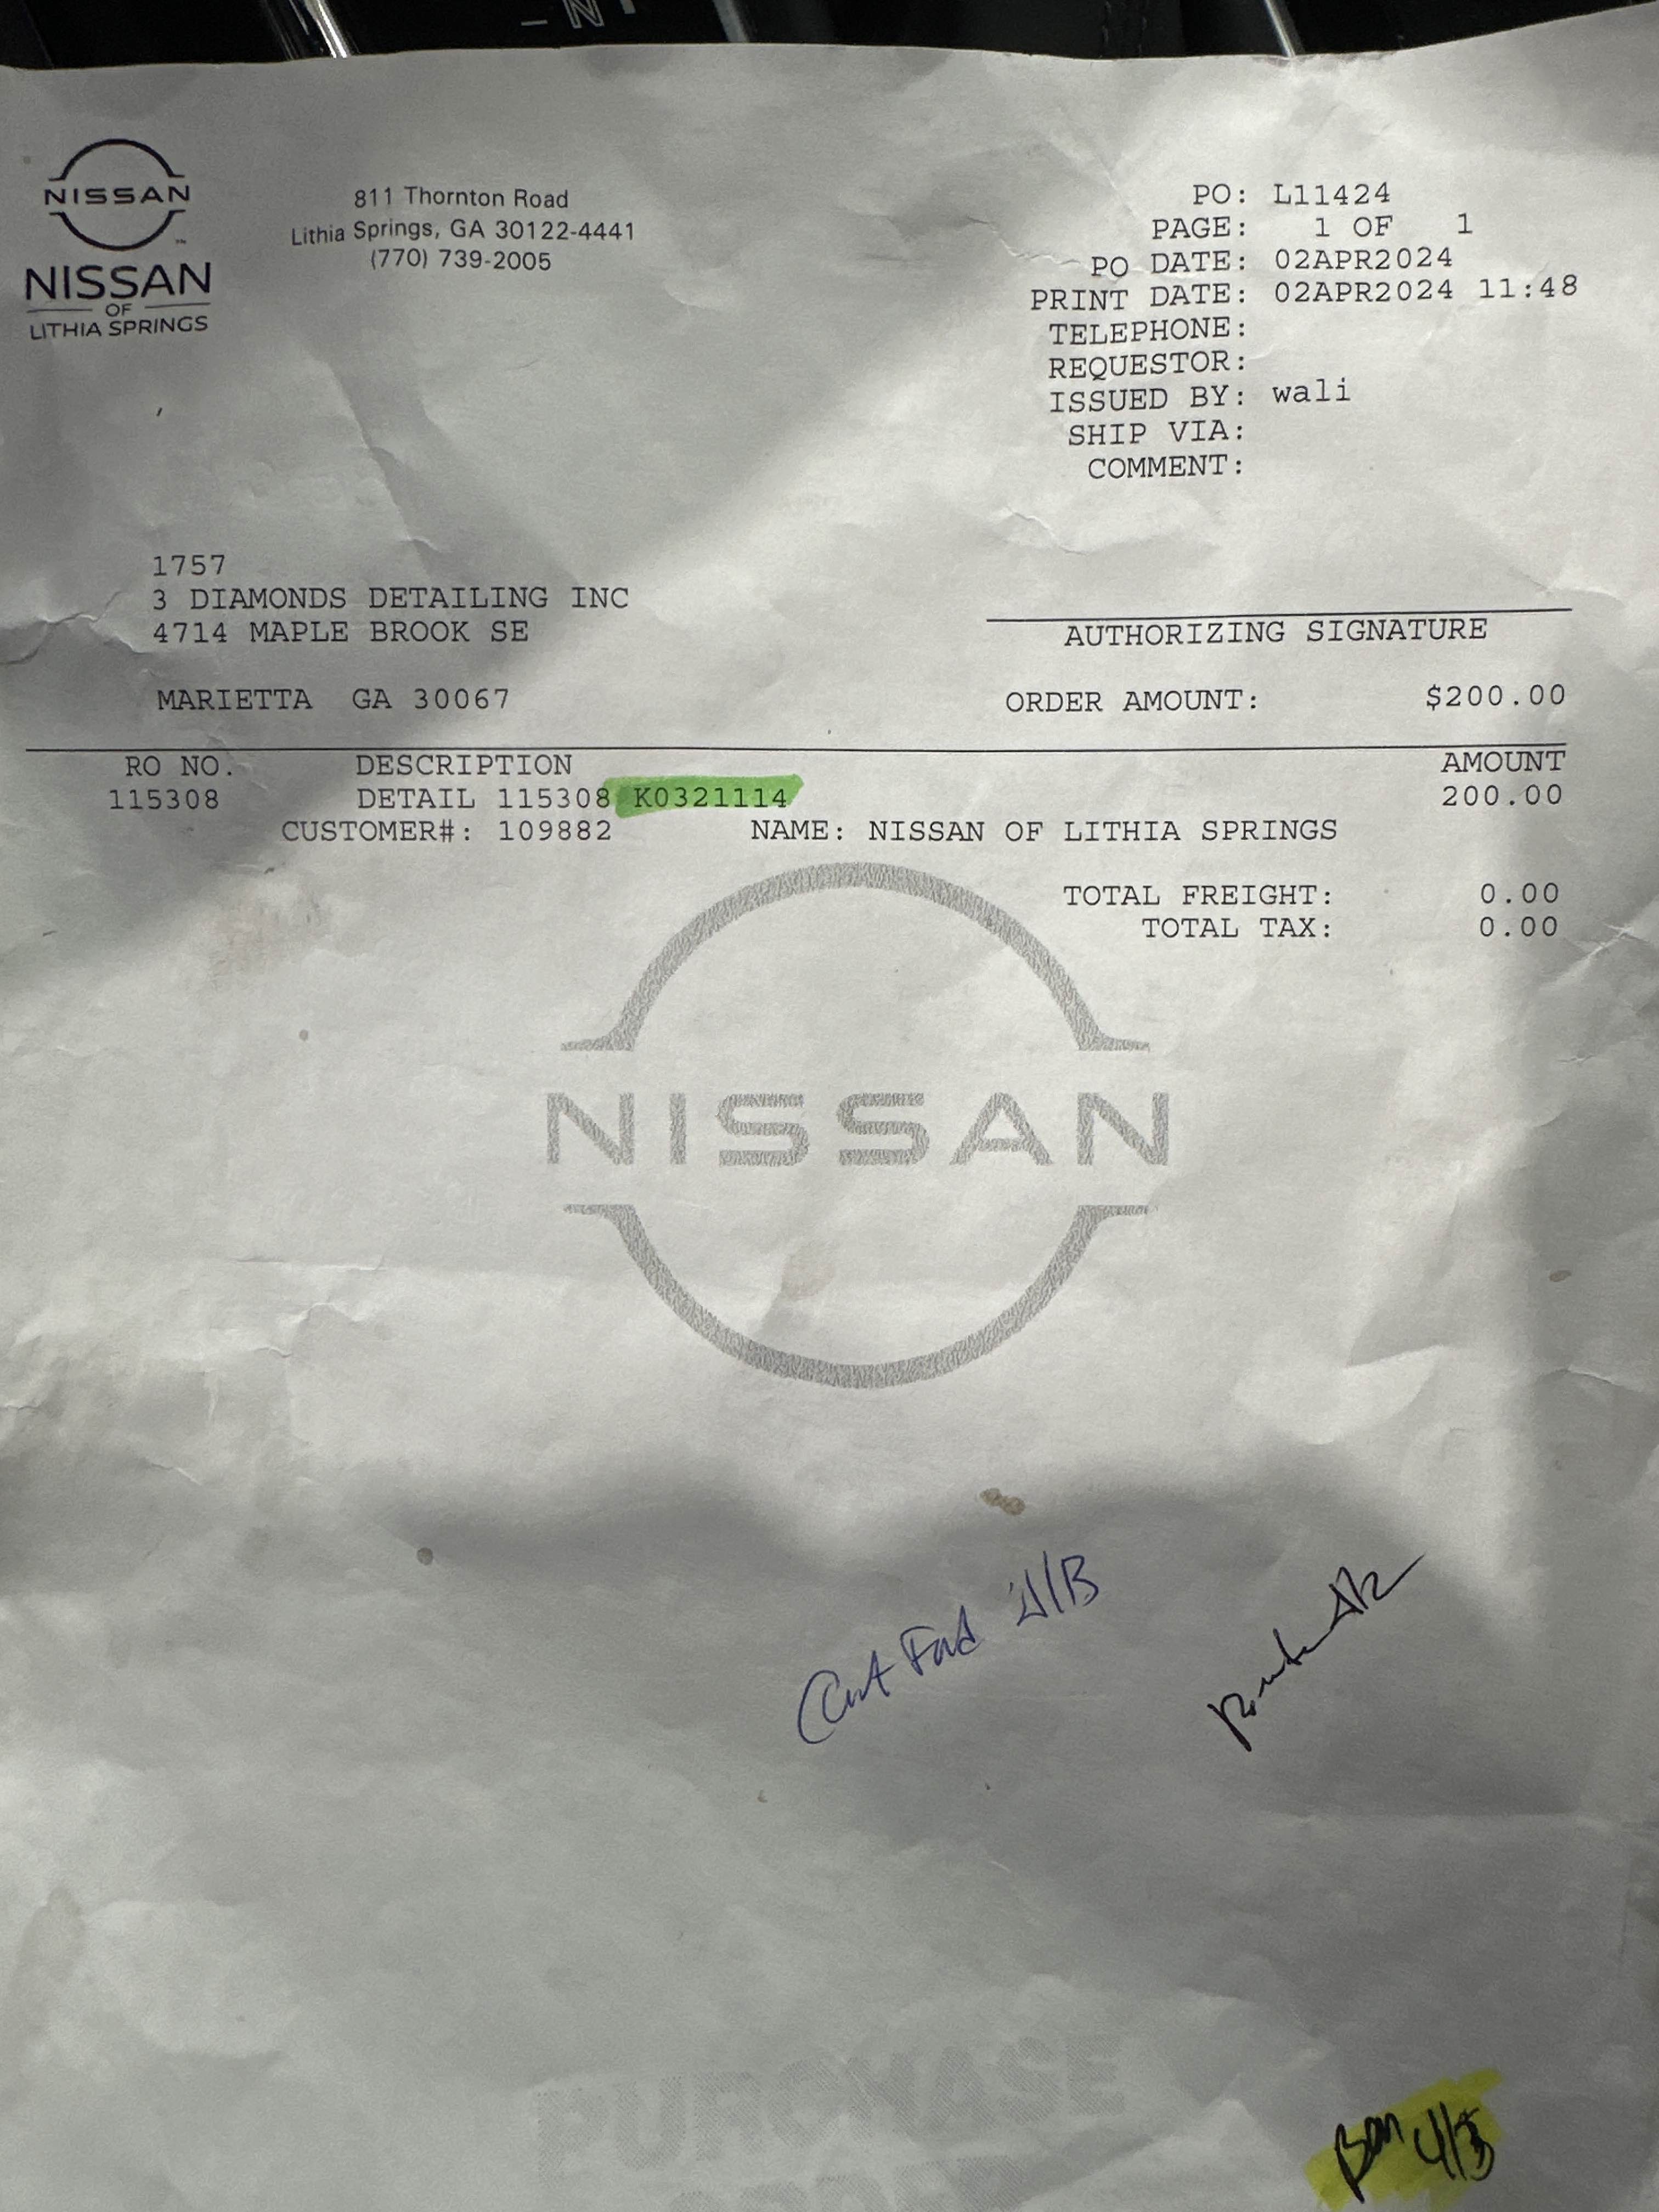 NISSAN
NISSAN
OF
LITHIA SPRINGS
811 Thornton Road
Lithia Springs, GA 30122-4441
(770) 739-2005
PO: L11424
PAGE: 1 OF 1
PO DATE: 02APR2024
PRINT DATE: 02APR2024 11:48
TELEPHONE:
REQUESTOR:
ISSUED BY: wali
SHIP VIA:
COMMENT:
1757
3 DIAMONDS DETAILING INC
4714 MAPLE BROOK SE
MARIETTA GA 30067
AUTHORIZING SIGNATURE
ORDER AMOUNT: $200.00
RO NO. DESCRIPTION AMOUNT
115308 DETAIL 115308 K0321114 200.00
CUSTOMER#: 109882 NAME: NISSAN OF LITHIA SPRINGS
TOTAL FREIGHT: 0.00
TOTAL TAX: 0.00
NISSAN
PURCHASE
Ben 4/3